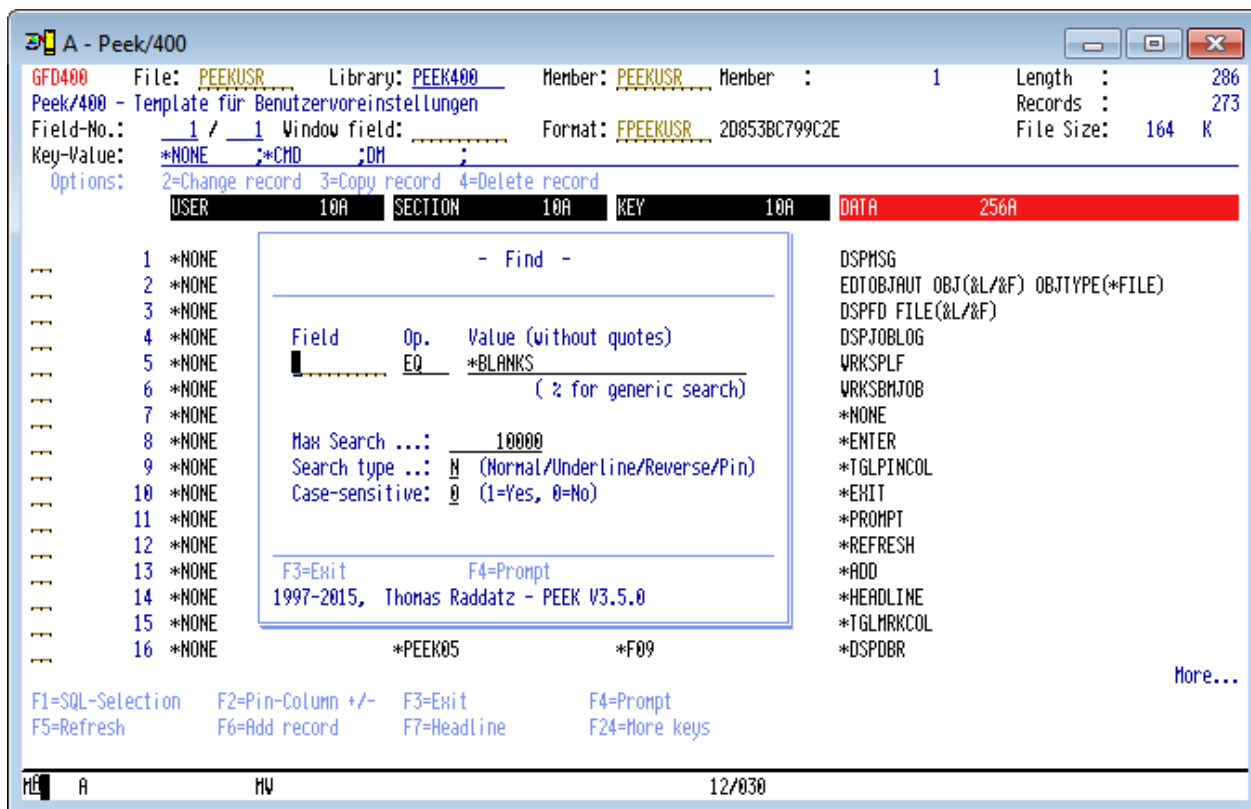 A - Peek/400
GFD400 File: PEEKUSR Library: PEEK400 Member: PEEKUSR Member : 1 Length : 286
Peek/400 - Template für Benutzervoreinstellungen Records : 273
Field-No.: 1 / 1 Window field: Format: FPEEKUSR 2D853BC799C2E File Size: 164 K
Key-Value: *NONE ;*CMD ;DM ;
Options: 2=Change record 3=Copy record 4=Delete record
USER 10A SECTION 10A KEY 10A DATA 256A
1 *NONE - Find - DSPMSG
2 *NONE EDTOBJAUT OBJ(&L/&F) OBJTYPE(*FILE)
3 *NONE DSPFD FILE(&L/&F)
4 *NONE Field Op. Value (without quotes) DSPJOBLOG
5 *NONE EQ *BLANKS WRKSPLF
6 *NONE ( % for generic search) WRKSBMJOB
7 *NONE *NONE
8 *NONE Max Search ...: 10000 *ENTER
9 *NONE Search type ..: N (Normal/Underline/Reverse/Pin) *TGLPINCOL
10 *NONE Case-sensitive: 0 (1=Yes, 0=No) *EXIT
11 *NONE *PROMPT
12 *NONE *REFRESH
13 *NONE F3=Exit F4=Prompt *ADD
14 *NONE 1997-2015, Thomas Raddatz - PEEK V3.5.0 *HEADLINE
15 *NONE *TGLMRKCOL
16 *NONE *PEEK05 *F09 *DSPDBR
More...
F1=SQL-Selection F2=Pin-Column +/- F3=Exit F4=Prompt
F5=Refresh F6=Add record F7=Headline F24=More keys
MA A MW 12/030